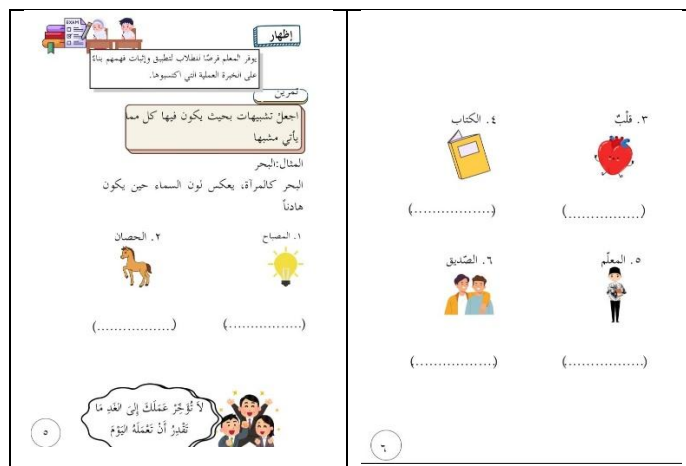 إظهار
EXAM
يوفر المعلم فرصًا للطلاب لتطبيق وإثبات فهمهم بناءً
على الخبرة العملية التي اكتسبوها.
تمرين
اجعلْ تشبيهات بحيث يكون فيها كل مما
يأتي مشبها
المثال:البحر
البحر كالمرآة، يعكس لون السماء حين يكون
هادئاً
١. المصباح
٢. الحصان
(.................)
(.................)
لاَ تُؤَخِّرْ عَمَلَكَ إِلىَ الغَدِ مَا
تَقْدِرُ أَنْ تَعْمَلَهُ اليَوْمَ
٥
٣. قلْبٌ
٤. الكتاب
(................)
(.................)
٥. المعلّم
٦. الصّديق
(.................)
(.................)
٦